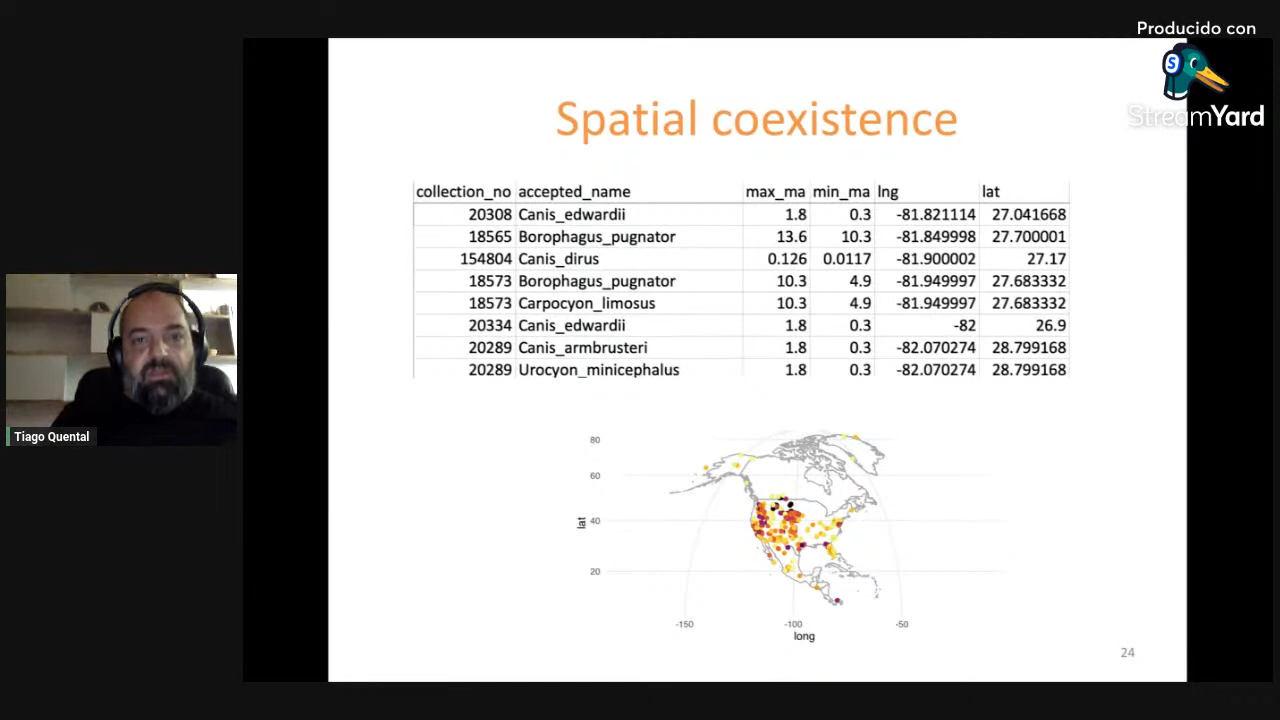 Producido con
StreamYard
Spatial coexistence
collection_no accepted_name max_ma min_ma lng lat
20308 Canis_edwardii 1.8 0.3 -81.821114 27.041668
18565 Borophagus_pugnator 13.6 10.3 -81.849998 27.700001
154804 Canis_dirus 0.126 0.0117 -81.900002 27.17
18573 Borophagus_pugnator 10.3 4.9 -81.949997 27.683332
18573 Carpocyon_limosus 10.3 4.9 -81.949997 27.683332
20334 Canis_edwardii 1.8 0.3 -82 26.9
20289 Canis_armbrusteri 1.8 0.3 -82.070274 28.799168
20289 Urocyon_minicephalus 1.8 0.3 -82.070274 28.799168
Tiago Quental
80
60
lat
40
20
-150 -100 -50
long
24